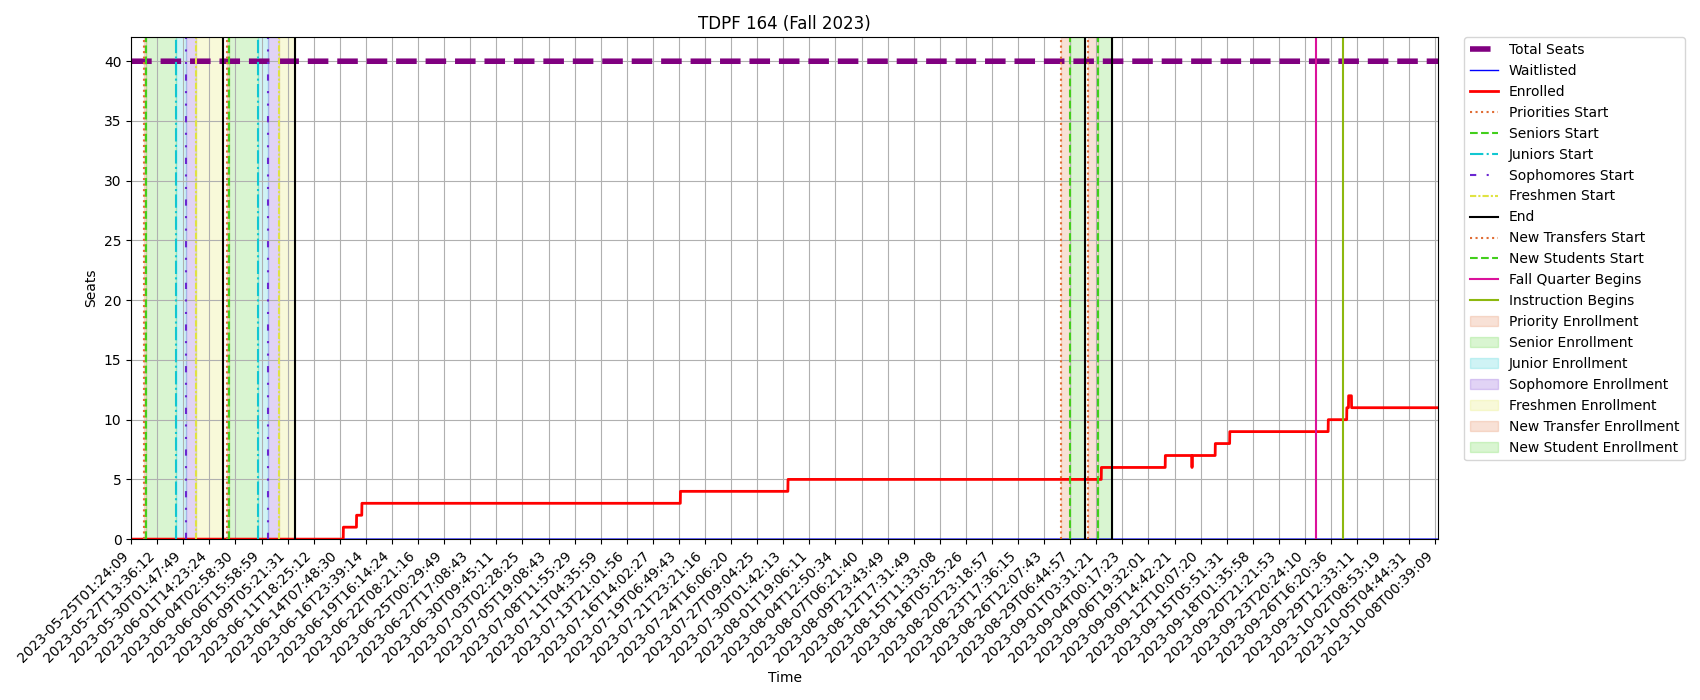 TDPF 164 (Fall 2023)
40
35
30
25
20
15
10
5
0
Seats
2023-05-25T01:24:09
2023-05-27T13:36:12
2023-05-30T01:47:49
2023-06-01T14:23:24
2023-06-04T02:58:30
2023-06-06T15:58:59
2023-06-09T05:21:31
2023-06-11T18:25:12
2023-06-14T07:48:30
2023-06-16T23:39:14
2023-06-19T16:14:24
2023-06-22T08:21:16
2023-06-25T00:29:49
2023-06-27T17:08:43
2023-06-30T09:45:11
2023-07-03T02:28:25
2023-07-05T19:08:43
2023-07-08T11:55:29
2023-07-11T04:35:59
2023-07-13T21:01:56
2023-07-16T14:02:27
2023-07-19T06:49:43
2023-07-21T23:21:16
2023-07-24T16:06:20
2023-07-27T09:04:25
2023-07-30T01:42:13
2023-08-01T19:06:11
2023-08-04T12:50:34
2023-08-07T06:21:40
2023-08-09T23:43:49
2023-08-12T17:31:49
2023-08-15T11:33:08
2023-08-18T05:25:26
2023-08-20T23:18:57
2023-08-23T17:36:15
2023-08-26T12:07:43
2023-08-29T06:44:57
2023-09-01T03:31:21
2023-09-04T00:17:23
2023-09-06T19:32:01
2023-09-09T14:42:21
2023-09-12T10:07:20
2023-09-15T05:51:31
2023-09-18T01:35:58
2023-09-20T21:21:53
2023-09-23T20:24:10
2023-09-26T16:20:36
2023-09-29T12:33:11
2023-10-02T08:53:19
2023-10-05T04:44:31
2023-10-08T00:39:09
Time
Total Seats
Waitlisted
Enrolled
Priorities Start
Seniors Start
Juniors Start
Sophomores Start
Freshmen Start
End
New Transfers Start
New Students Start
Fall Quarter Begins
Instruction Begins
Priority Enrollment
Senior Enrollment
Junior Enrollment
Sophomore Enrollment
Freshmen Enrollment
New Transfer Enrollment
New Student Enrollment